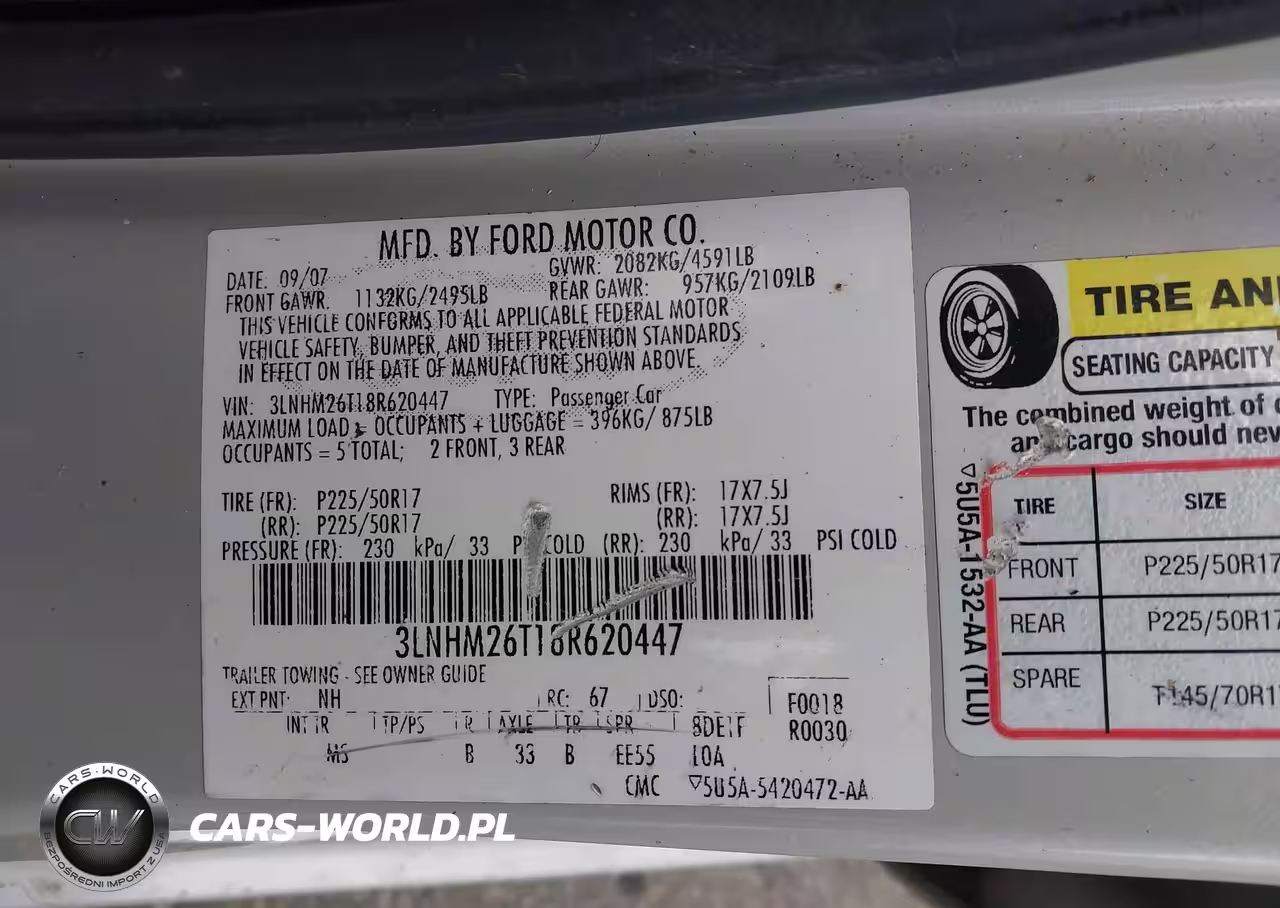 MFD. BY FORD MOTOR CO.
DATE: 09/07 GVWR: 2082KG/4591LB
FRONT GAWR: 1132KG/2495LB REAR GAWR: 957KG/2109LB
THIS VEHICLE CONFORMS TO ALL APPLICABLE FEDERAL MOTOR
VEHICLE SAFETY, BUMPER, AND THEFT PREVENTION STANDARDS
IN EFFECT ON THE DATE OF MANUFACTURE SHOWN ABOVE.
VIN: 3LNHM26T18R620447 TYPE: Passenger Car
MAXIMUM LOAD = OCCUPANTS + LUGGAGE = 396KG/ 875LB
OCCUPANTS = 5 TOTAL; 2 FRONT, 3 REAR
TIRE (FR): P225/50R17 RIMS (FR): 17X7.5J
(RR): P225/50R17 (RR): 17X7.5J
PRESSURE (FR): 230 kPa/ 33 COLD (RR): 230 kPa/ 33 PSI COLD
3LNHM26T18R620447
TRAILER TOWING - SEE OWNER GUIDE
EXT PNT: NH RC: 67 DSO: F0018
INT TR TP/PS R AXLE TR SPR R0030
MS B 33 B EE55
CMC ▽5U5A-5420472-AA
TIRE AN
SEATING CAPACITY
The combined weight of
and cargo should nev
TIRE SIZE
FRONT P225/50R17
REAR P225/50R17
SPARE T145/70R1
▽5U5A-1532-AA (TLU)
CARS-WORLD
CW
BEZPOŚREDNI IMPORT Z USA
CARS-WORLD.PL